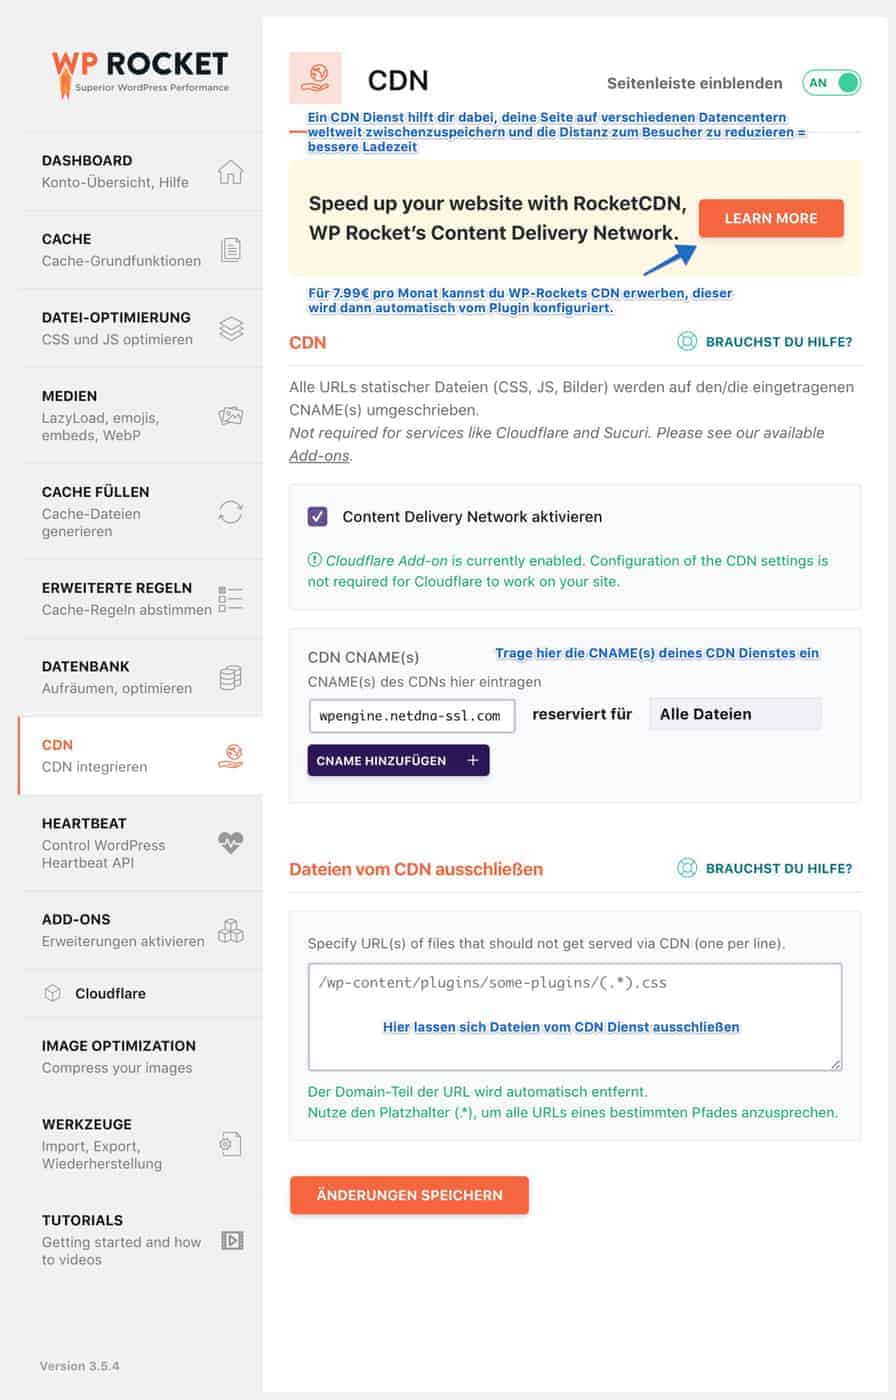 WP ROCKET
Superior WordPress Performance
DASHBOARD
Konto-Übersicht, Hilfe
CACHE
Cache-Grundfunktionen
DATEI-OPTIMIERUNG
CSS und JS optimieren
MEDIEN
LazyLoad, emojis,
embeds, WebP
CACHE FÜLLEN
Cache-Dateien
generieren
ERWEITERTE REGELN
Cache-Regeln abstimmen
DATENBANK
Aufräumen, optimieren
CDN
CDN integrieren
HEARTBEAT
Control WordPress
Heartbeat API
ADD-ONS
Erweiterungen aktivieren
Cloudflare
IMAGE OPTIMIZATION
Compress your images
WERKZEUGE
Import, Export,
Wiederherstellung
TUTORIALS
Getting started and how
to videos
Version 3.5.4
CDN
Seitenleiste einblenden
AN
Ein CDN Dienst hilft dir dabei, deine Seite auf verschiedenen Datencentern
weltweit zwischenzuspeichern und die Distanz zum Besucher zu reduzieren =
bessere Ladezeit
Speed up your website with RocketCDN,
WP Rocket's Content Delivery Network.
LEARN MORE
Für 7.99€ pro Monat kannst du WP-Rockets CDN erwerben, dieser
wird dann automatisch vom Plugin konfiguriert.
CDN
BRAUCHST DU HILFE?
Alle URLs statischer Dateien (CSS, JS, Bilder) werden auf den/die eingetragenen
CNAME(s) umgeschrieben.
Not required for services like Cloudflare and Sucuri. Please see our available
Add-ons.
Content Delivery Network aktivieren
Cloudflare Add-on is currently enabled. Configuration of the CDN settings is
not required for Cloudflare to work on your site.
CDN CNAME(s)
Trage hier die CNAME(s) deines CDN Dienstes ein
CNAME(s) des CDNs hier eintragen
wpengine.netdna-ssl.com
reserviert für
Alle Dateien
CNAME HINZUFÜGEN +
Dateien vom CDN ausschließen
BRAUCHST DU HILFE?
Specify URL(s) of files that should not get served via CDN (one per line).
/wp-content/plugins/some-plugins/(.*).css
Hier lassen sich Dateien vom CDN Dienst ausschließen
Der Domain-Teil der URL wird automatisch entfernt.
Nutze den Platzhalter (.*), um alle URLs eines bestimmten Pfades anzusprechen.
ÄNDERUNGEN SPEICHERN